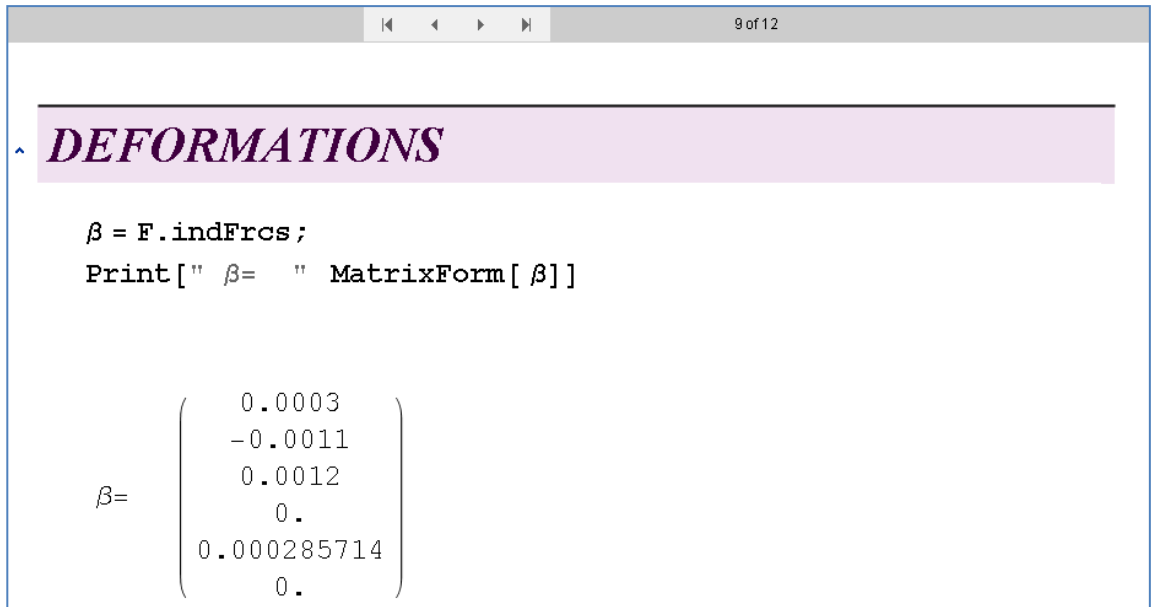 9 of 12
DEFORMATIONS
β = F.indFrcs;
Print[" β=  " MatrixForm[ β]]
0.0003
-0.0011
0.0012
β=
0.
0.000285714
0.